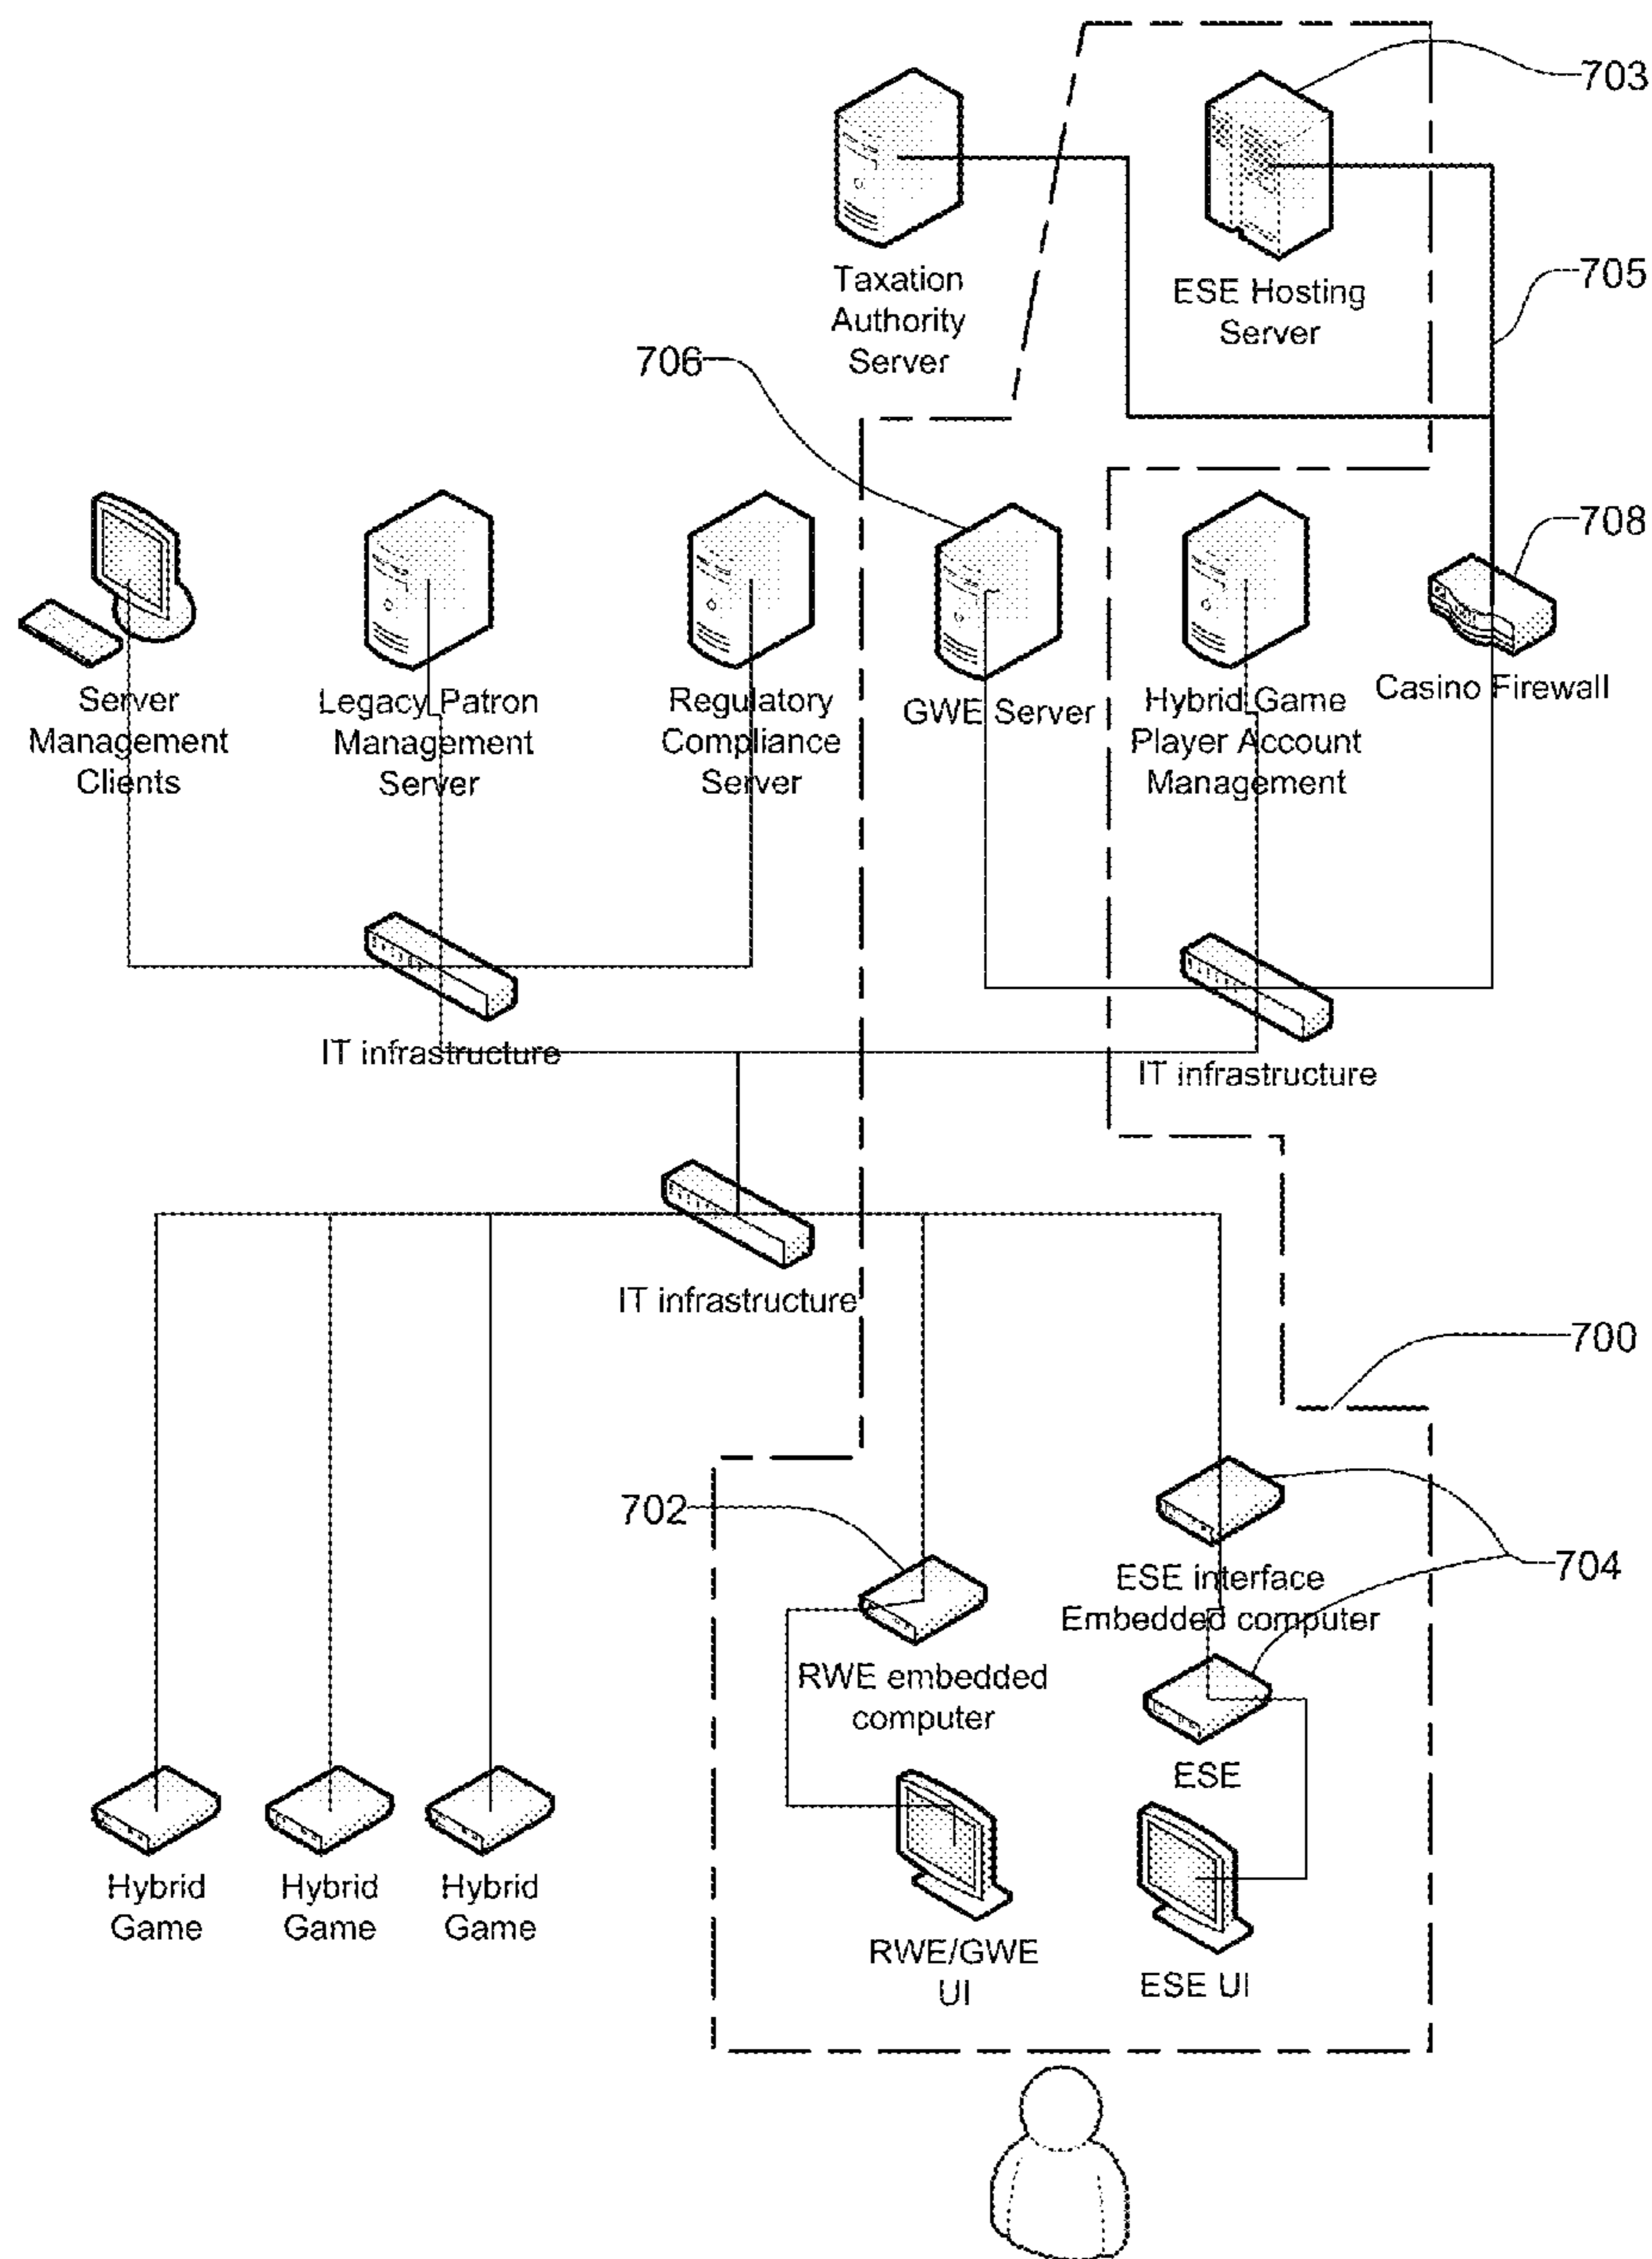 703
Taxation
Authority
Server
ESE Hosting
Server
705
706
708
Server
Management
Clients
Legacy Patron
Management
Server
Regulatory
Compliance
Server
GWE Server
Hybrid Game
Player Account
Management
Casino Firewall
IT infrastructure
IT infrastructure
IT infrastructure
700
702
704
ESE interface
Embedded computer
RWE embedded
computer
ESE
Hybrid
Game
Hybrid
Game
Hybrid
Game
RWE/GWE
UI
ESE UI